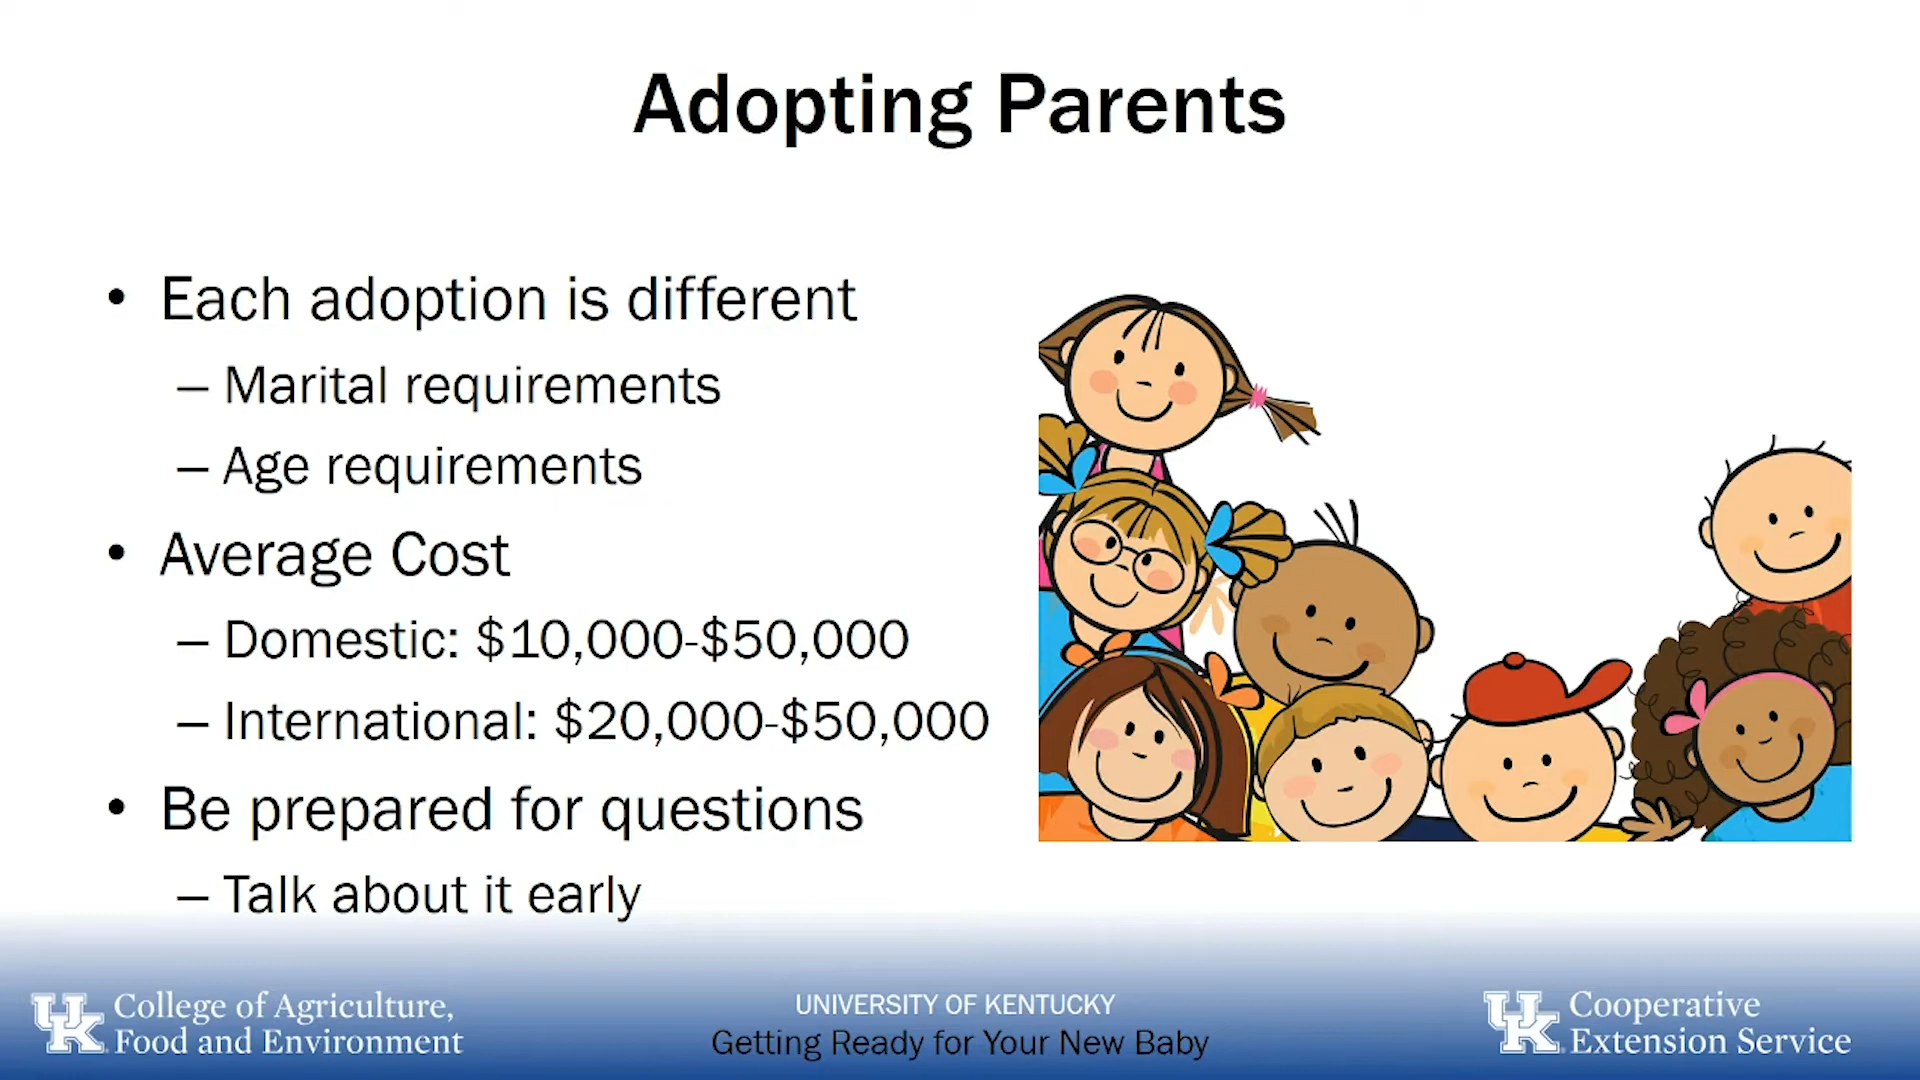 Adopting Parents
• Each adoption is different
– Marital requirements
– Age requirements
• Average Cost
– Domestic: $10,000-$50,000
– International: $20,000-$50,000
• Be prepared for questions
– Talk about it early
UK College of Agriculture,
Food and Environment
UNIVERSITY OF KENTUCKY
Getting Ready for Your New Baby
UK Cooperative
Extension Service